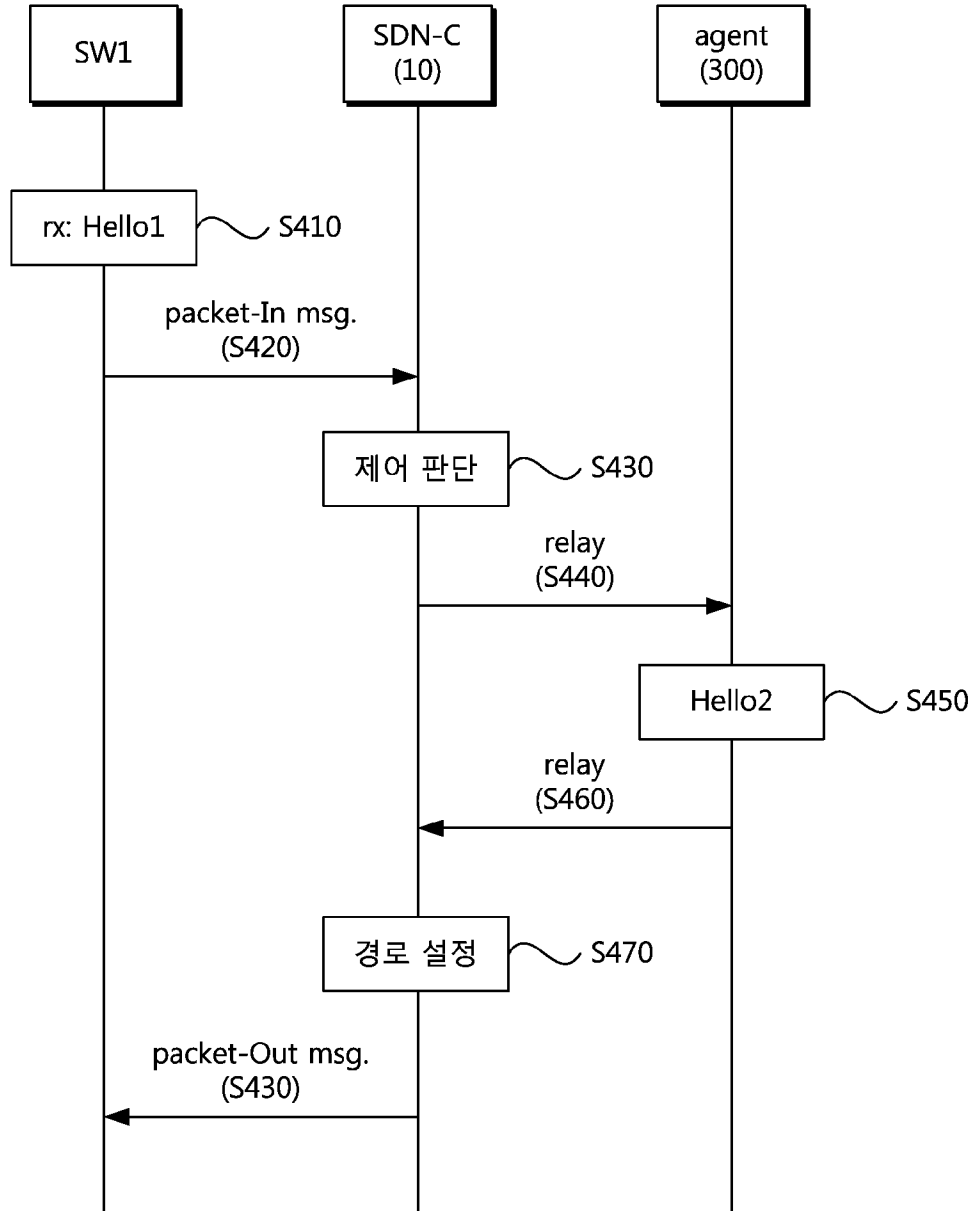 SW1
SDN-C
(10)
agent
(300)
rx: Hello1
S410
packet-In msg.
(S420)
제어 판단
S430
relay
(S440)
Hello2
S450
relay
(S460)
경로 설정
S470
packet-Out msg.
(S430)